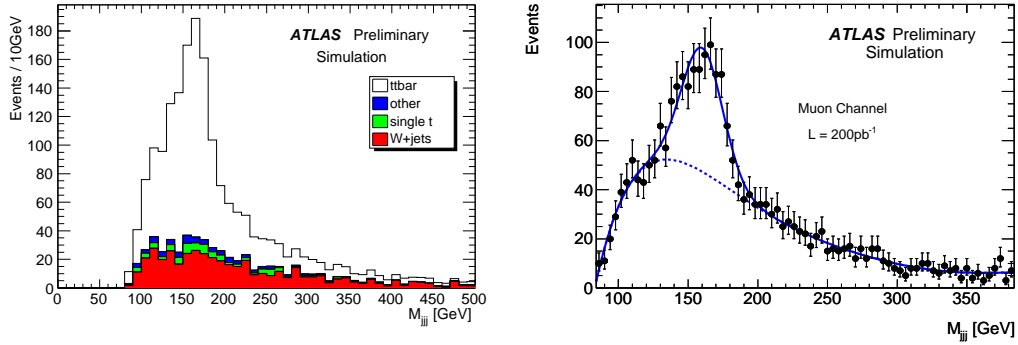 Events / 10GeV
180
160
140
120
100
80
60
40
20
0
ATLAS Preliminary
Simulation
ttbar
other
single t
W+jets
0 50 100 150 200 250 300 350 400 450 500
M_jjj [GeV]
Events
100
80
60
40
20
0
ATLAS Preliminary
Simulation
Muon Channel
L = 200pb⁻¹
100 150 200 250 300 350
M_jjj [GeV]